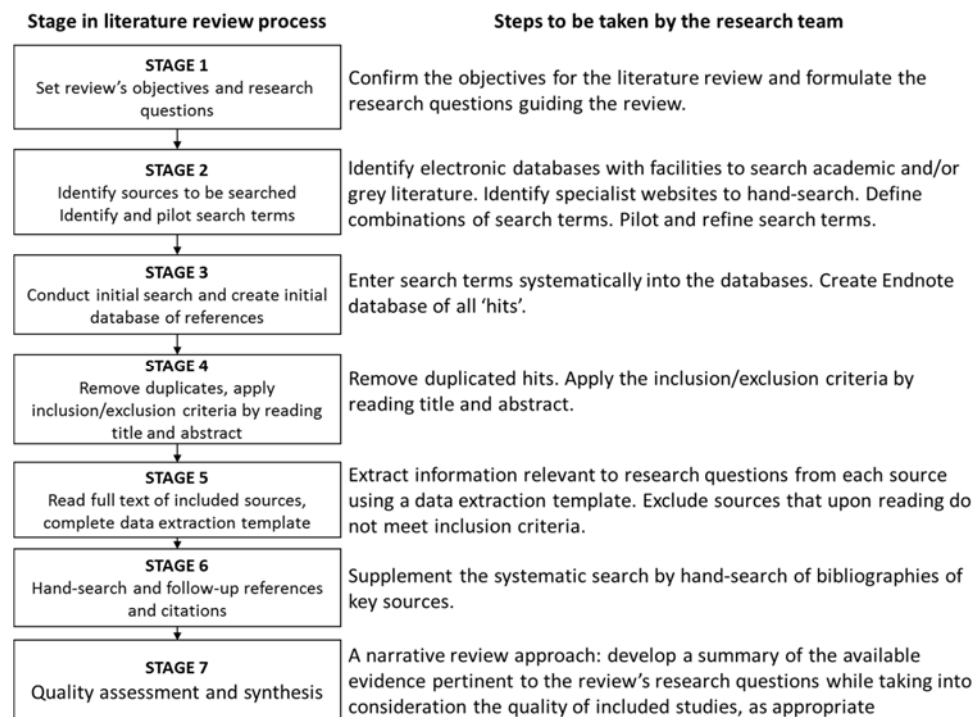 Stage in literature review process
Steps to be taken by the research team
STAGE 1
Set review's objectives and research
questions
Confirm the objectives for the literature review and formulate the
research questions guiding the review.
STAGE 2
Identify sources to be searched
Identify and pilot search terms
Identify electronic databases with facilities to search academic and/or
grey literature. Identify specialist websites to hand-search. Define
combinations of search terms. Pilot and refine search terms.
STAGE 3
Conduct initial search and create initial
database of references
Enter search terms systematically into the databases. Create Endnote
database of all ‘hits’.
STAGE 4
Remove duplicates, apply
inclusion/exclusion criteria by reading
title and abstract
Remove duplicated hits. Apply the inclusion/exclusion criteria by
reading title and abstract.
STAGE 5
Read full text of included sources,
complete data extraction template
Extract information relevant to research questions from each source
using a data extraction template. Exclude sources that upon reading do
not meet inclusion criteria.
STAGE 6
Hand-search and follow-up references
and citations
Supplement the systematic search by hand-search of bibliographies of
key sources.
STAGE 7
Quality assessment and synthesis
A narrative review approach: develop a summary of the available
evidence pertinent to the review's research questions while taking into
consideration the quality of included studies, as appropriate